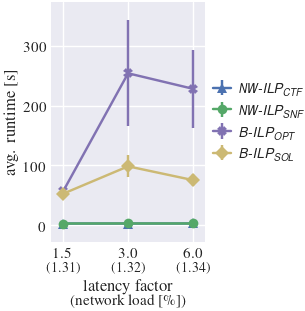 avg. runtime [s]
300
200
100
0
1.5 3.0 6.0
(1.31) (1.32) (1.34)
latency factor
(network load [%])
NW-ILP_CTF
NW-ILP_SNF
B-ILP_OPT
B-ILP_SOL